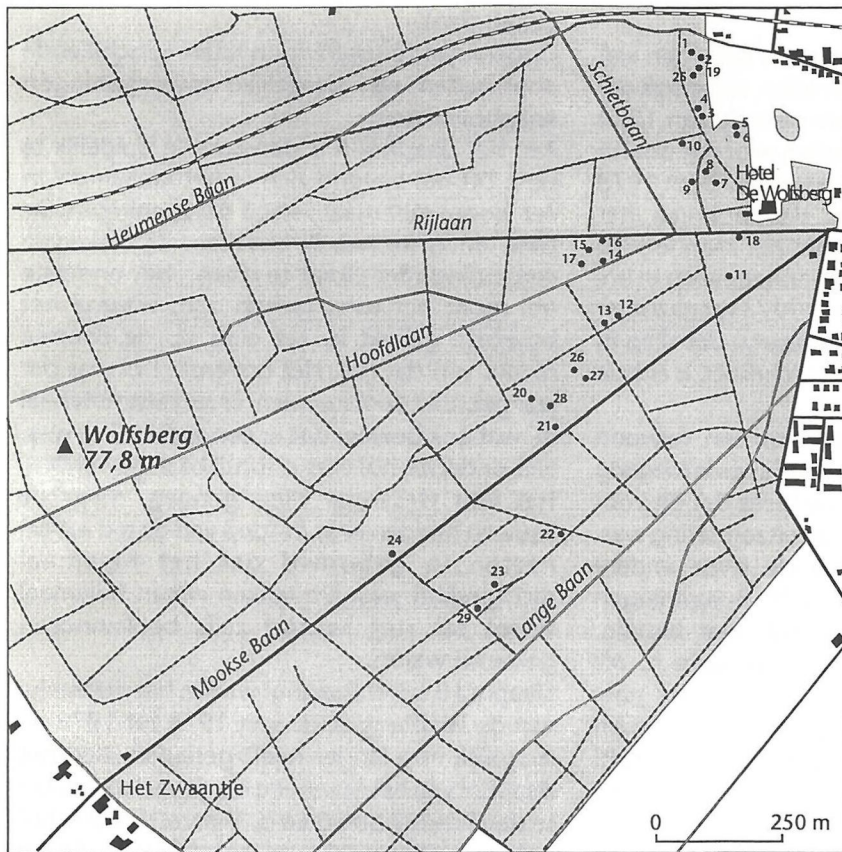 1
2
19
25
4
3
5
6
10
8
9
7
Schietbaan
Hotel
De Wolfsberg
Heumense Baan
Rijlaan
18
16
15
14
17
11
12
13
Hoofdlaan
26
27
20
28
21
Wolfsberg
77,8 m
24
22
23
29
Lange Baan
Mookse Baan
Het Zwaantje
0 250 m